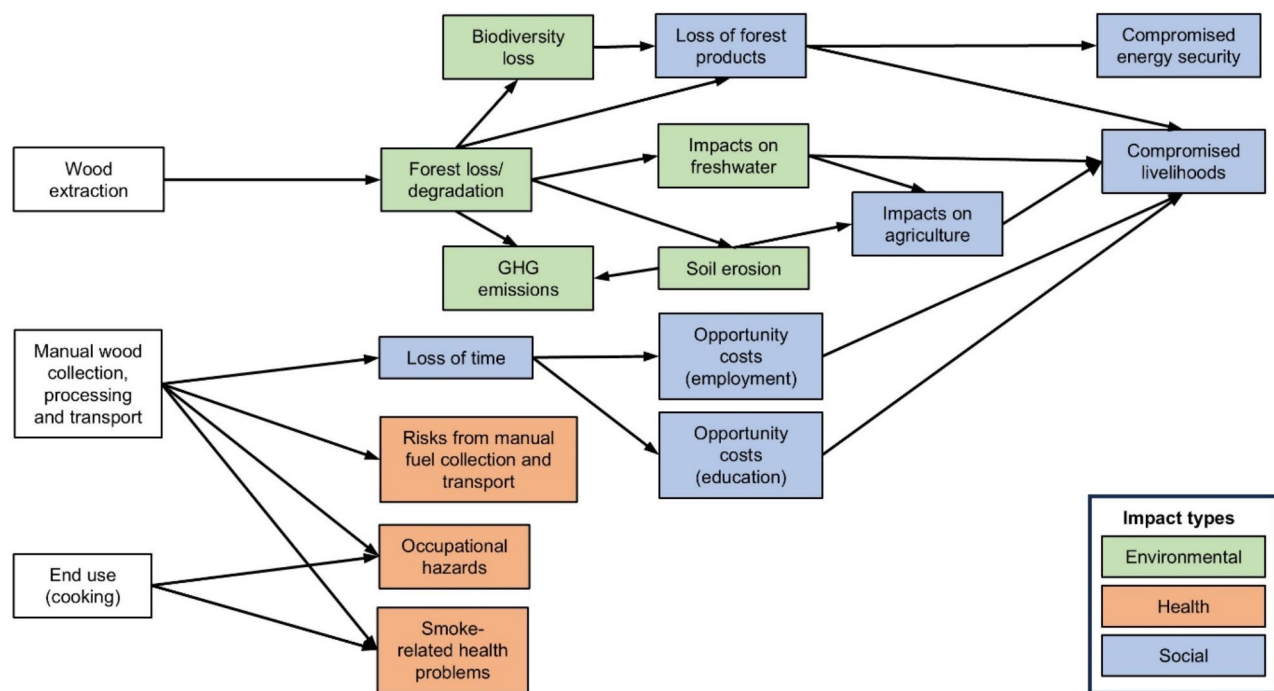 Biodiversity
loss
Loss of forest
products
Compromised
energy security
Wood
extraction
Forest loss/
degradation
Impacts on
freshwater
Compromised
livelihoods
Impacts on
agriculture
GHG
emissions
Soil erosion
Manual wood
collection,
processing
and transport
Loss of time
Opportunity
costs
(employment)
Risks from manual
fuel collection and
transport
Opportunity
costs
(education)
End use
(cooking)
Occupational
hazards
Smoke-
related health
problems
Impact types
Environmental
Health
Social